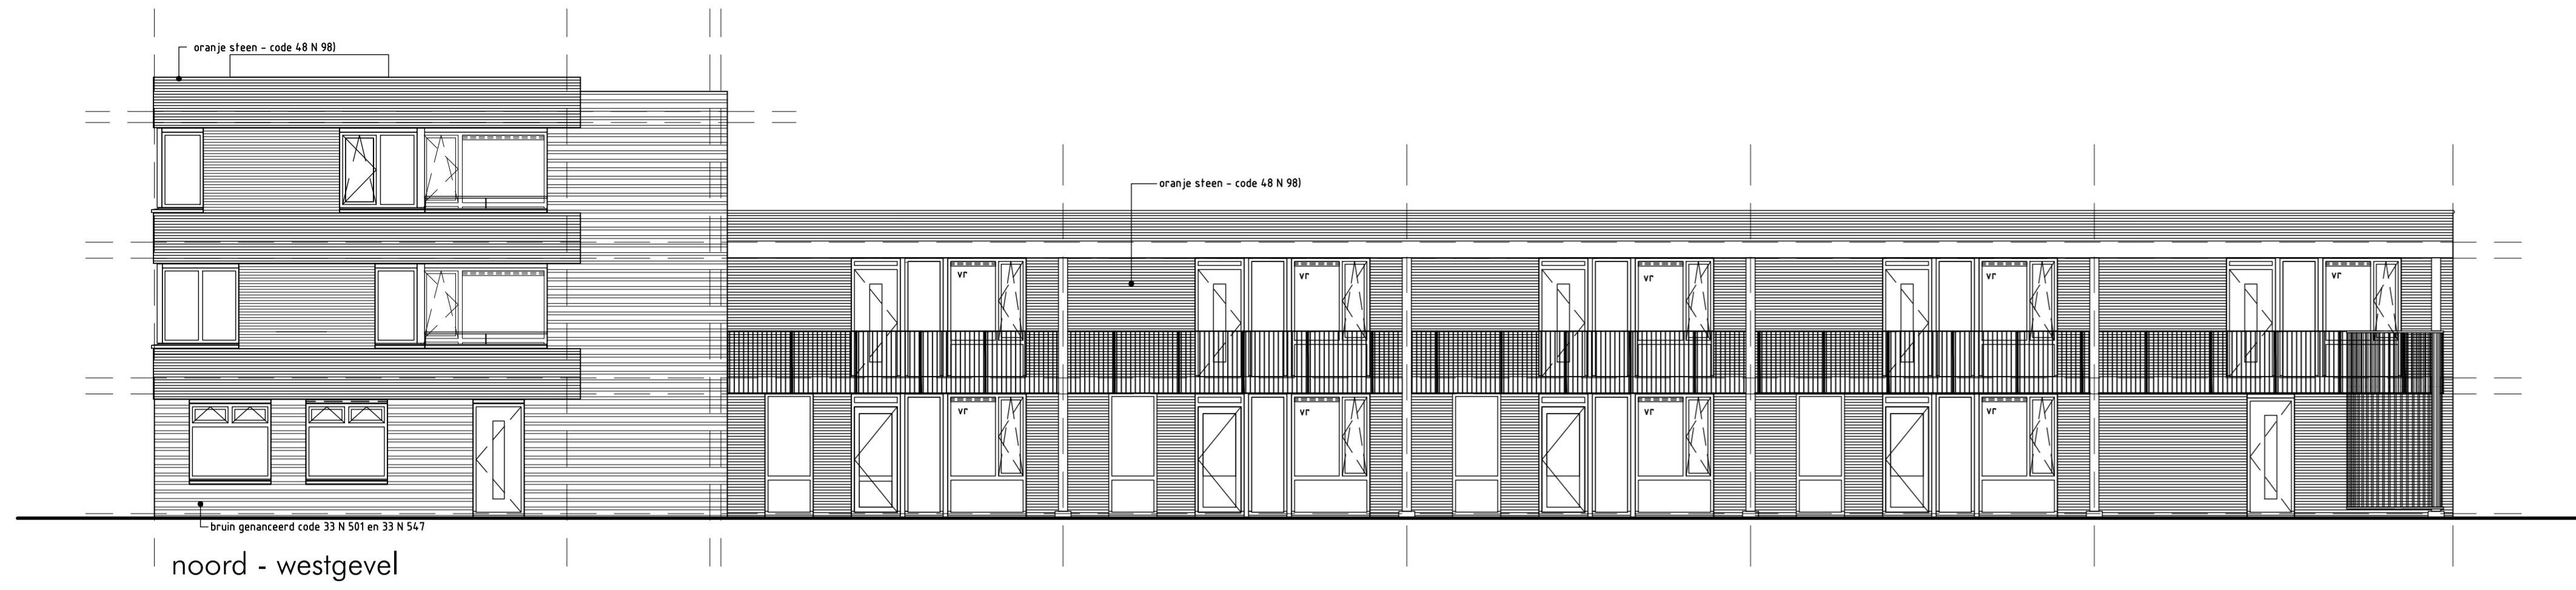 oranje steen - code 48 N 98)
oranje steen - code 48 N 98)
vr
vr
vr
vr
vr
vr
vr
vr
vr
bruin genanceerd code 33 N 501 en 33 N 547
noord - westgevel